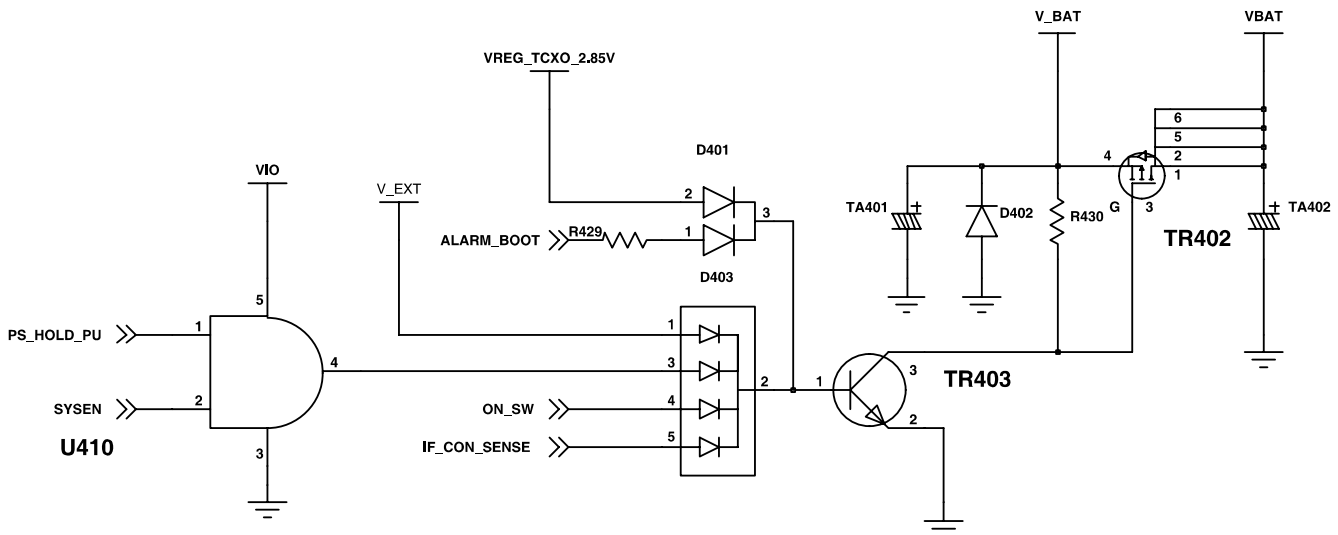 V_BAT
VBAT
VREG_TCXO_2.85V
6
5
D401
4
2
VIO
1
V_EXT
2
3
TA401
+
D402
R430
G
3
+
TA402
ALARM_BOOT
R429
1
TR402
D403
5
PS_HOLD_PU
1
1
4
3
3
2
1
TR403
SYSEN
2
ON_SW
4
2
U410
3
IF_CON_SENSE
5